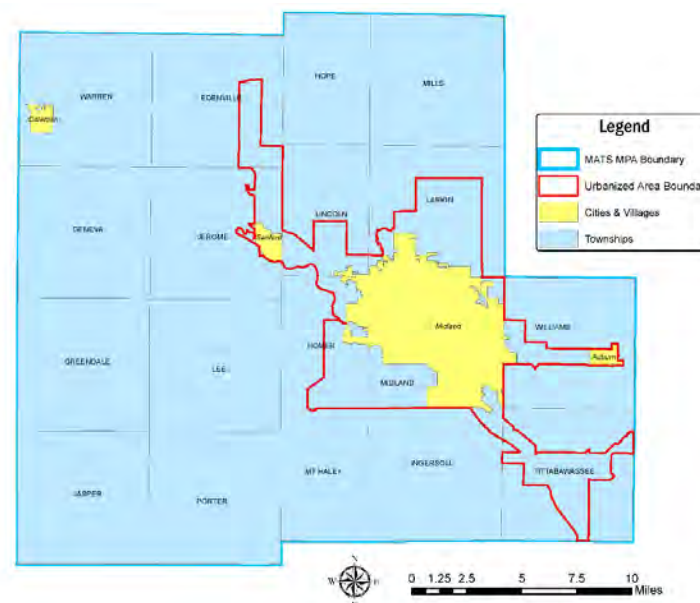 HOPE
MILLS
WARREN
EDENVILLE
Coleman
Legend
MATS MPA Boundary
Urbanized Area Bounda
Cities & Villages
Townships
LARKIN
LINCOLN
GENEVA
JEROME
Sanford
Midland
WILLIAMS
Auburn
HOMER
GREENDALE
LEE
MIDLAND
MT HALEY
INGERSOLL
TITTABAWASSEE
JASPER
PORTER
N
W
E
S
0 1.25 2.5 5 7.5 10
Miles